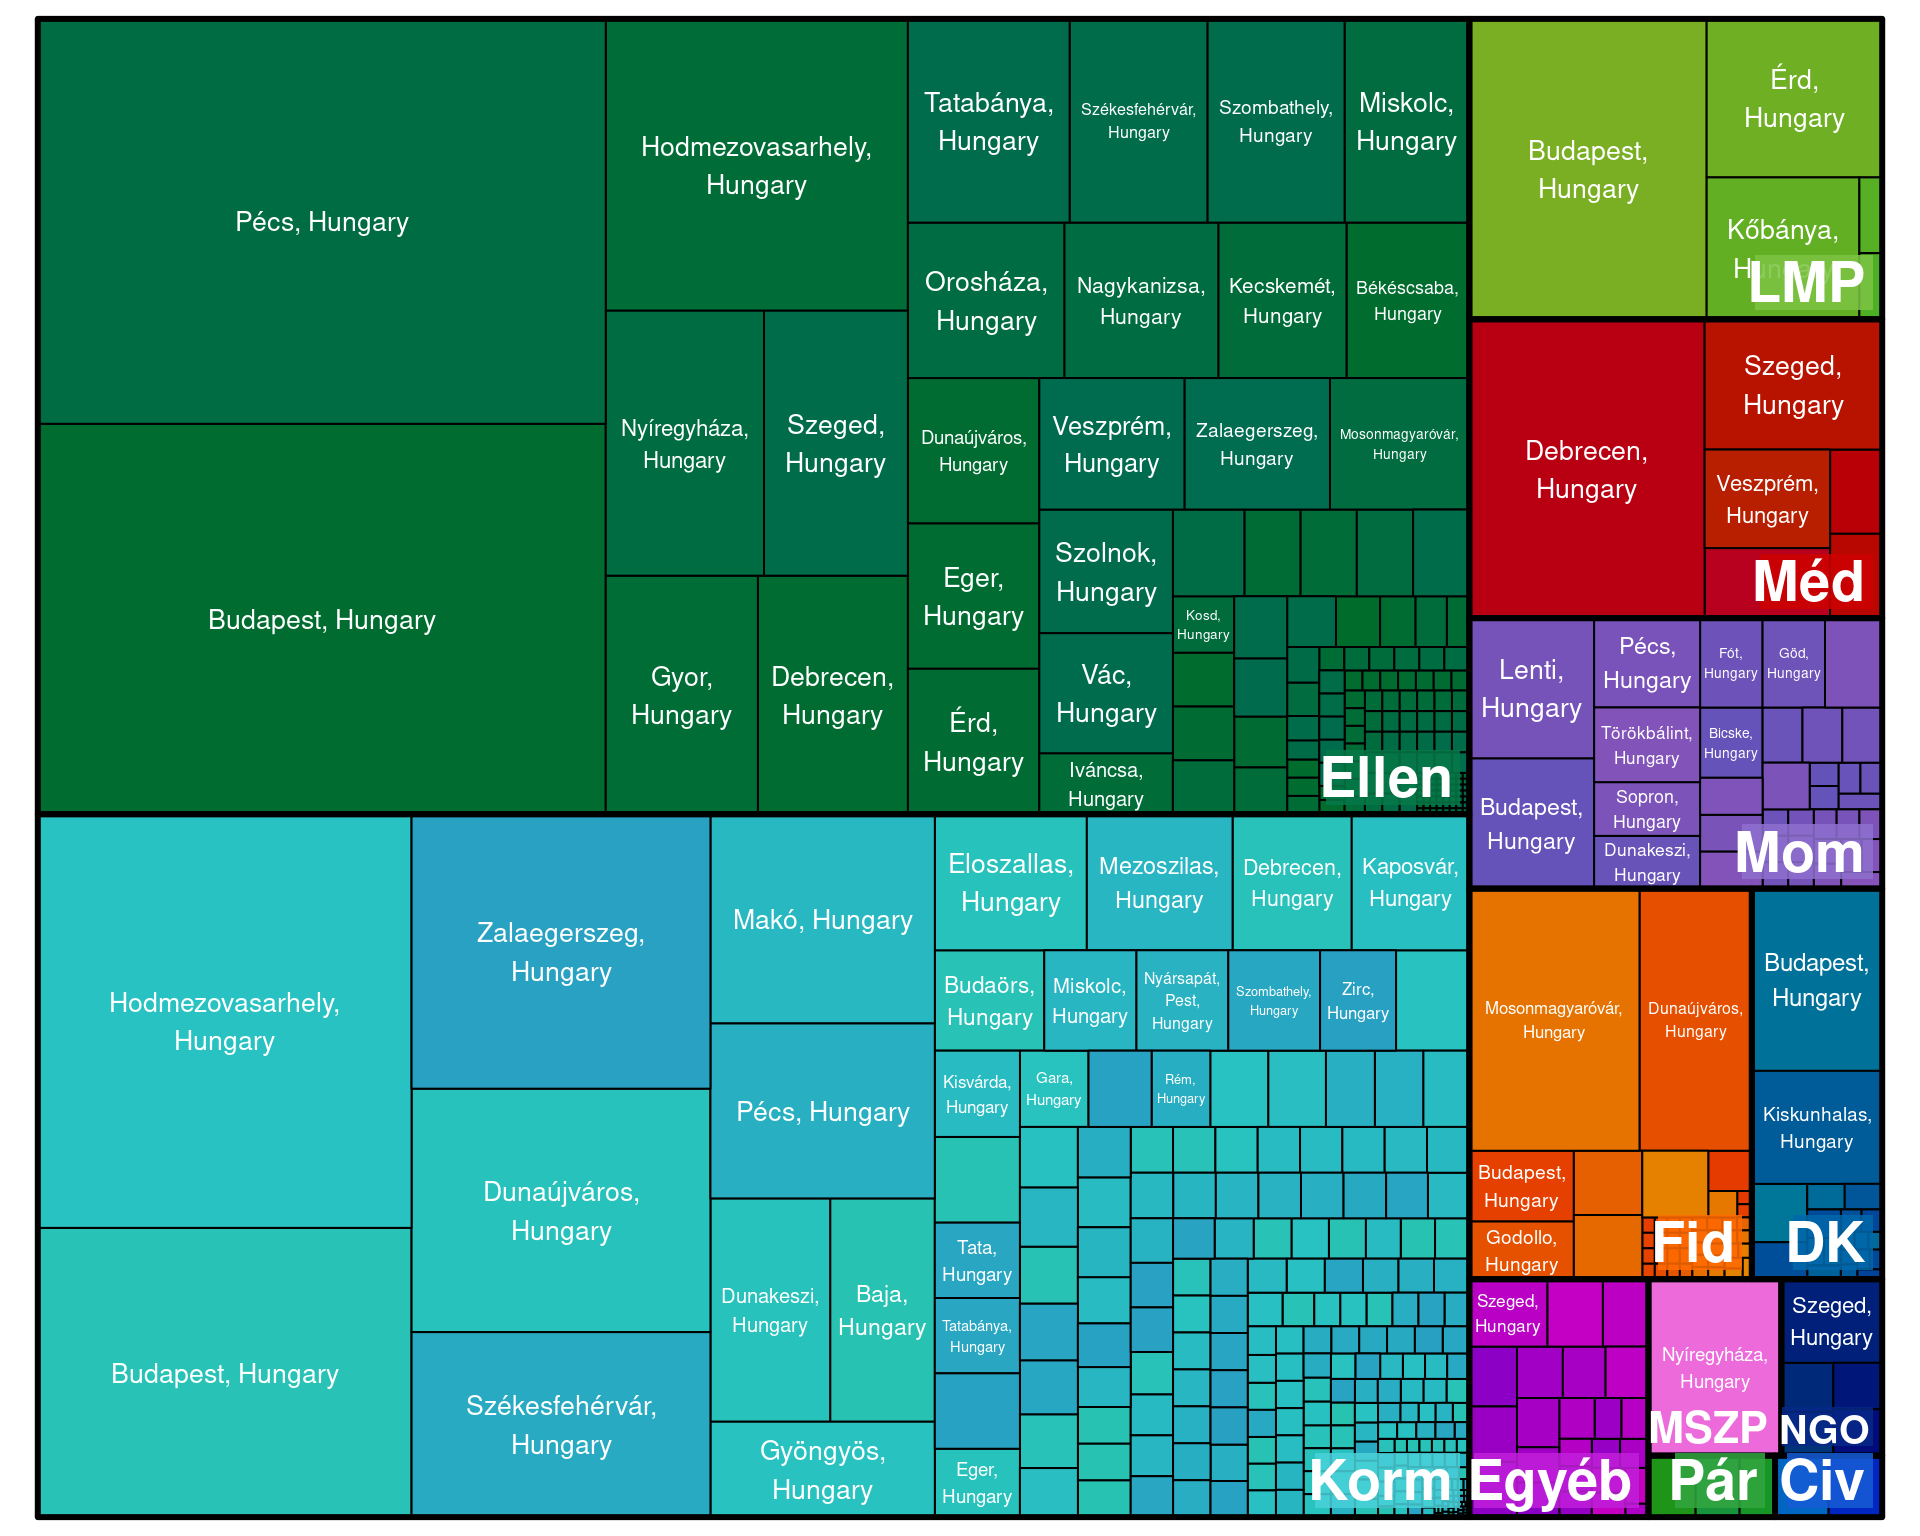 Pécs, Hungary
Budapest, Hungary
Hodmezovasarhely,
Hungary
Nyíregyháza,
Hungary
Szeged,
Hungary
Gyor,
Hungary
Debrecen,
Hungary
Tatabánya,
Hungary
Székesfehérvár,
Hungary
Szombathely,
Hungary
Miskolc,
Hungary
Orosháza,
Hungary
Nagykanizsa,
Hungary
Kecskemét,
Hungary
Békéscsaba,
Hungary
Dunaújváros,
Hungary
Veszprém,
Hungary
Zalaegerszeg,
Hungary
Mosonmagyaróvár,
Hungary
Eger,
Hungary
Szolnok,
Hungary
Kosd,
Hungary
Érd,
Hungary
Vác,
Hungary
Iváncsa,
Hungary
Ellen
Hodmezovasarhely,
Hungary
Budapest, Hungary
Zalaegerszeg,
Hungary
Dunaújváros,
Hungary
Székesfehérvár,
Hungary
Makó, Hungary
Pécs, Hungary
Dunakeszi,
Hungary
Baja,
Hungary
Gyöngyös,
Hungary
Eloszallas,
Hungary
Mezoszilas,
Hungary
Debrecen,
Hungary
Kaposvár,
Hungary
Budaörs,
Hungary
Miskolc,
Hungary
Nyársapát,
Pest,
Hungary
Szombathely,
Hungary
Zirc,
Hungary
Kisvárda,
Hungary
Gara,
Hungary
Rém,
Hungary
Tata,
Hungary
Tatabánya,
Hungary
Eger,
Hungary
Korm
Budapest,
Hungary
Érd,
Hungary
Kőbánya,
Hungary
LMP
Debrecen,
Hungary
Szeged,
Hungary
Veszprém,
Hungary
Méd
Lenti,
Hungary
Budapest,
Hungary
Pécs,
Hungary
Törökbálint,
Hungary
Sopron,
Hungary
Dunakeszi,
Hungary
Fót,
Hungary
Göd,
Hungary
Bicske,
Hungary
Mom
Mosonmagyaróvár,
Hungary
Dunaújváros,
Hungary
Budapest,
Hungary
Godollo,
Hungary
Fid
Budapest,
Hungary
Kiskunhalas,
Hungary
DK
Szeged,
Hungary
Egyéb
Nyíregyháza,
Hungary
MSZP
Szeged,
Hungary
NGO
Pár
Civ